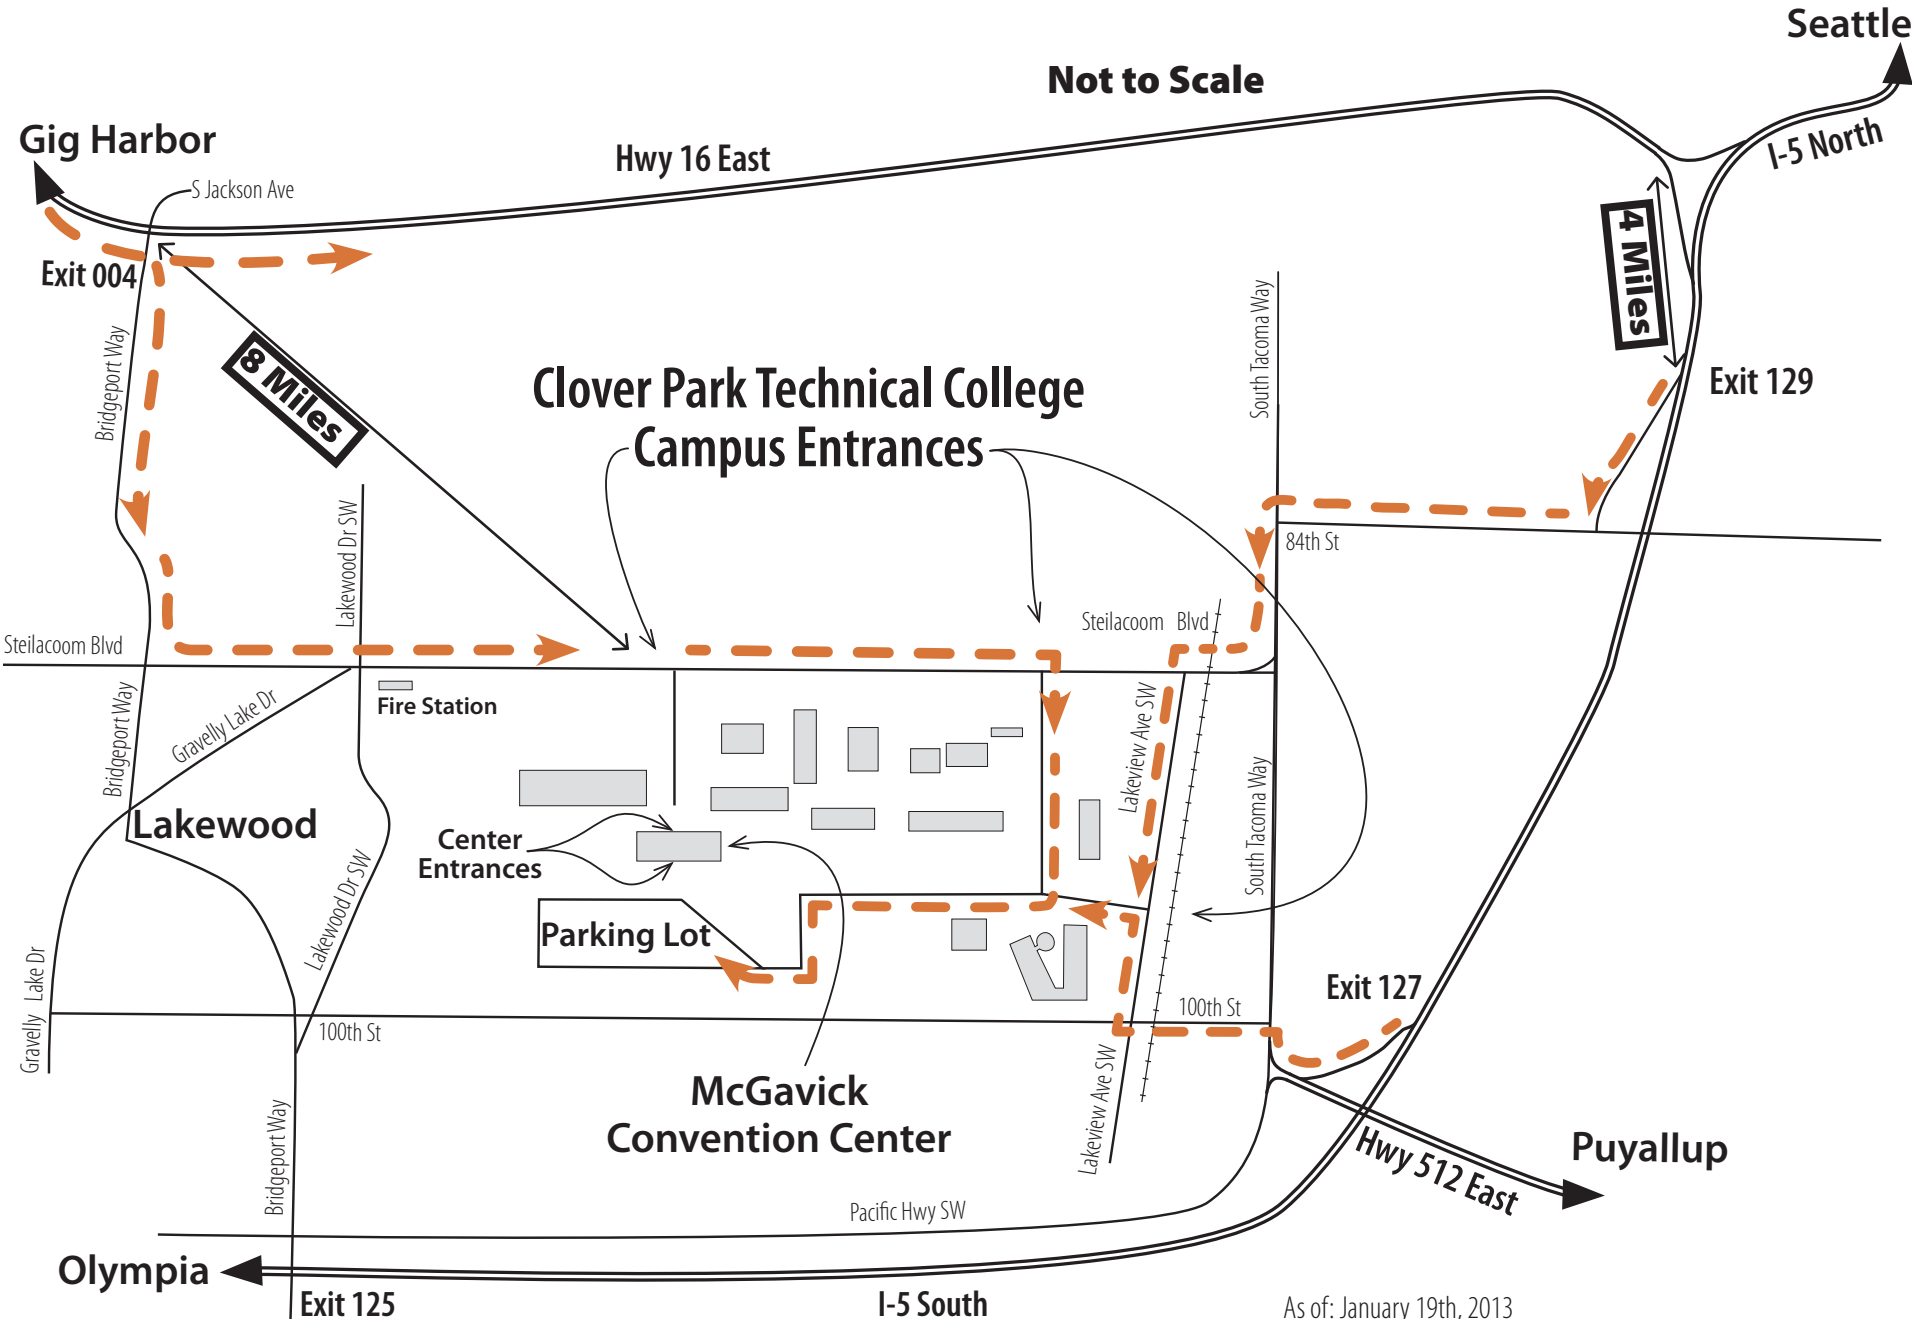 Seattle
Not to Scale
Gig Harbor
I-5 North
Hwy 16 East
S Jackson Ave
4 Miles
Exit 004
South Tacoma Way
Bridgeport Way
8 Miles
Clover Park Technical College
Campus Entrances
Exit 129
Lakewood Dr SW
84th St
Steilacoom Blvd
Steilacoom Blvd
Fire Station
Gravelly Lake Dr
Bridgeport Way
Lakeview Ave SW
South Tacoma Way
Lakewood
Center
Entrances
Lakewood Dr SW
Parking Lot
Gravelly Lake Dr
Exit 127
100th St
100th St
McGavick
Convention Center
Lakeview Ave SW
Bridgeport Way
Puyallup
Hwy 512 East
Pacific Hwy SW
Olympia
Exit 125
I-5 South
As of: January 19th, 2013